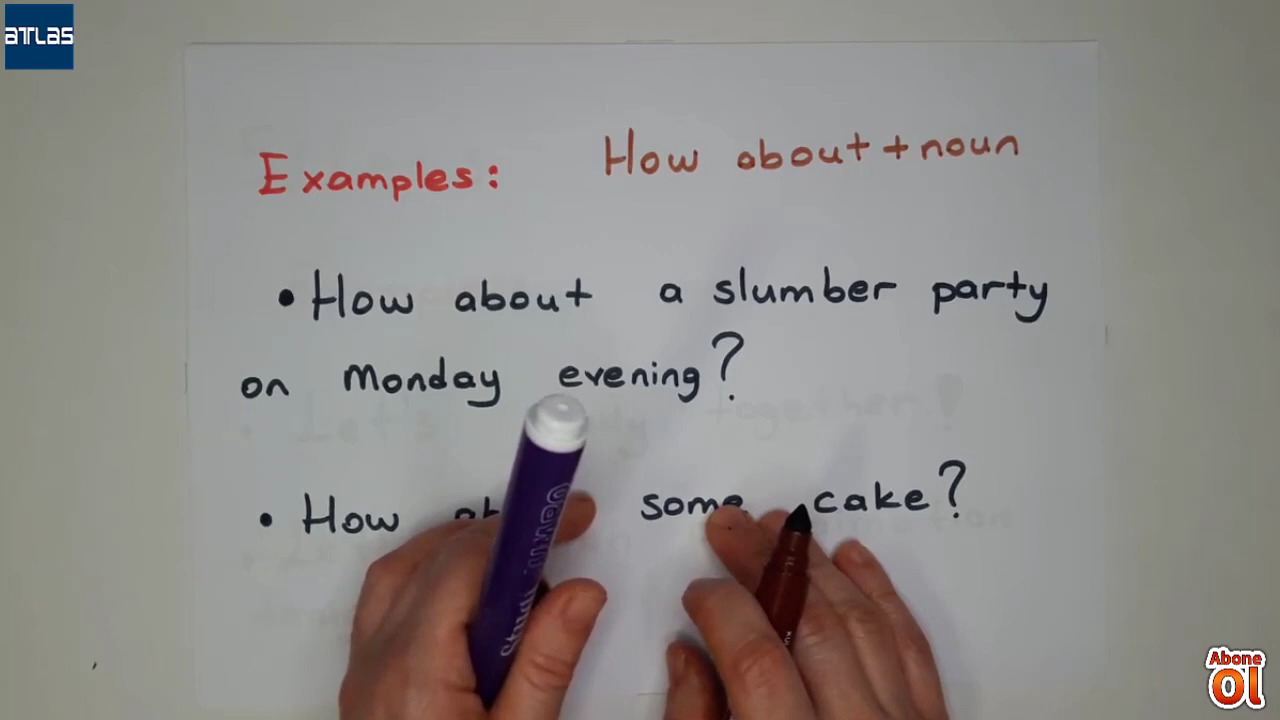 ATLAS
Examples:
How about + noun
• How about a slumber party
on Monday evening?
• How some cake?
Abone
Ol